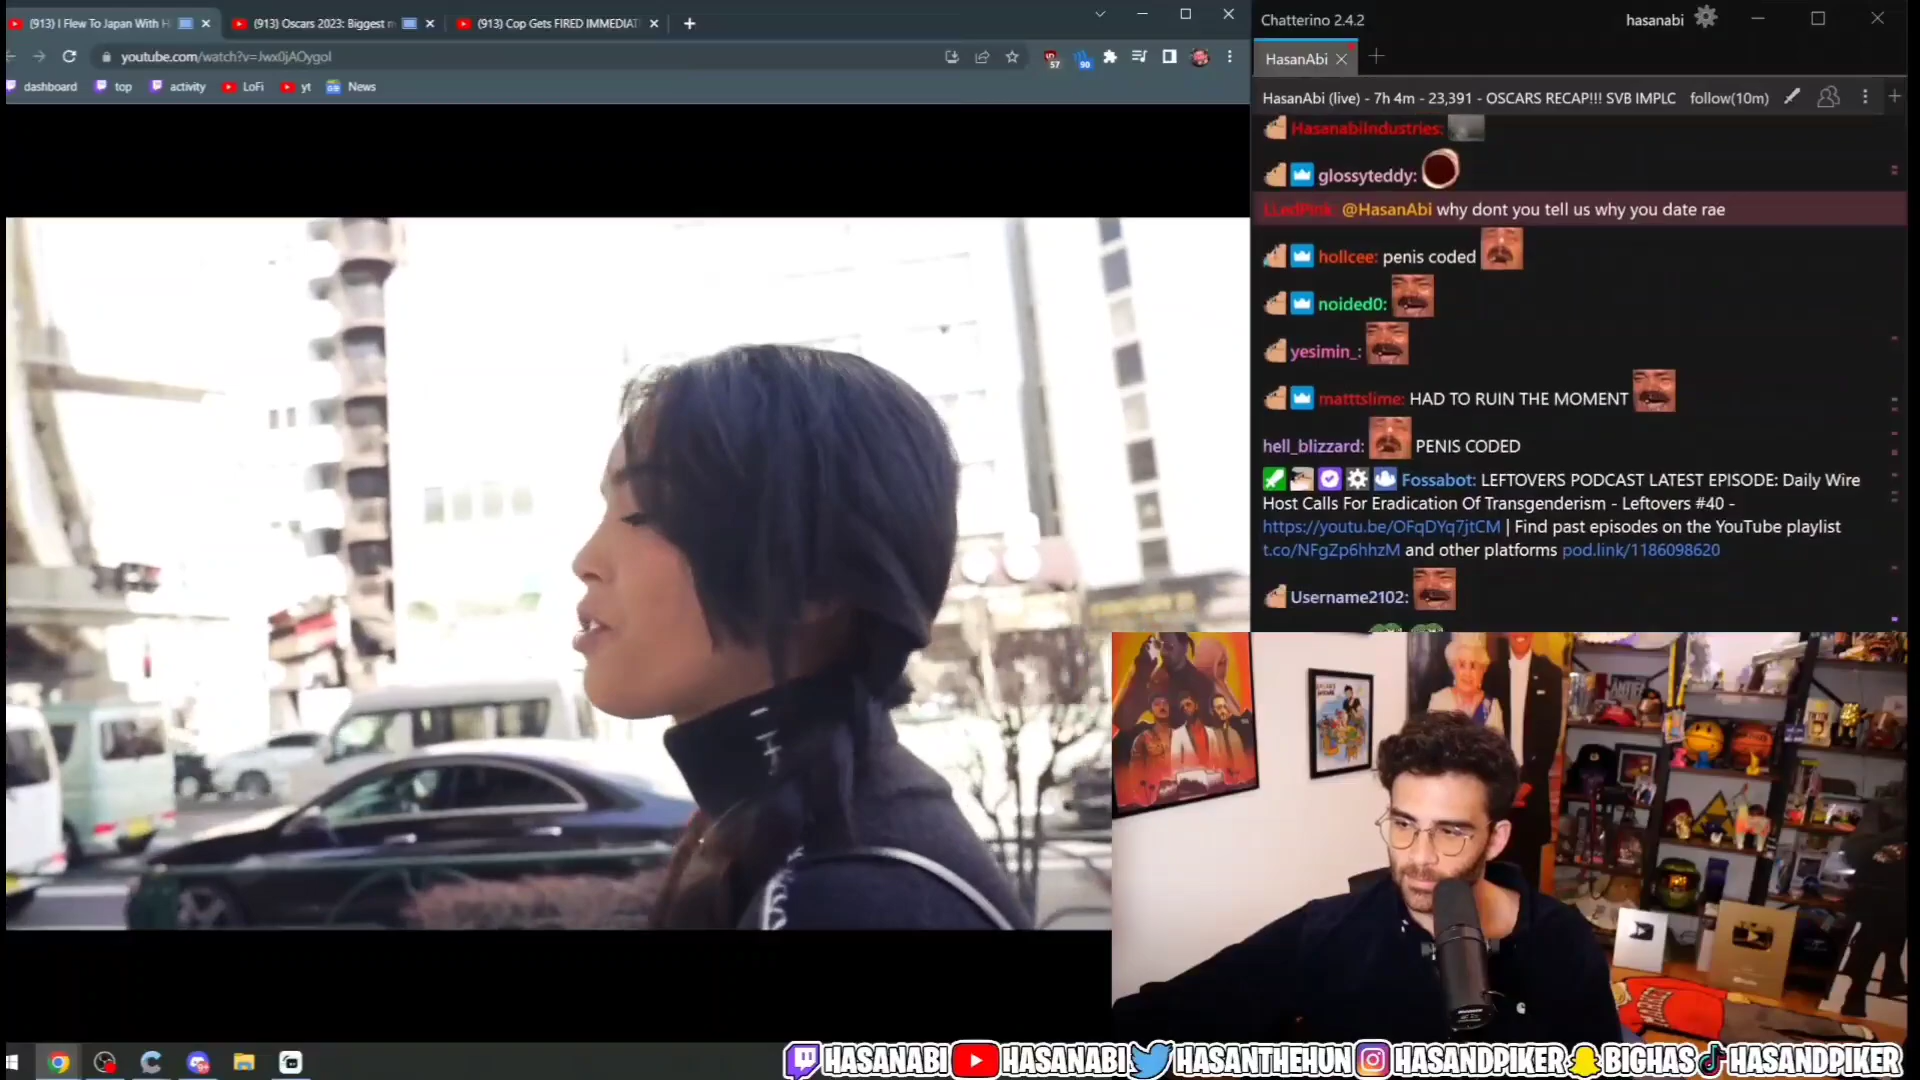 (913) I Flew To Japan With H
(913) Oscars 2023: Biggest m
(913) Cop Gets FIRED IMMEDIAT
youtube.com/watch?v=Jwx0jAOygoI
57
90
dashboard
top
activity
LoFi
yt
News
Chatterino 2.4.2
hasanabi
HasanAbi
HasanAbi (live) - 7h 4m - 23,391 - OSCARS RECAP!!! SVB IMPLC
follow(10m)
HasanabiIndustries:
glossyteddy:
@HasanAbi why dont you tell us why you date rae
hollcee: penis coded
noided0:
yesimin_:
matttslime: HAD TO RUIN THE MOMENT
hell_blizzard: PENIS CODED
Fossabot: LEFTOVERS PODCAST LATEST EPISODE: Daily Wire
Host Calls For Eradication Of Transgenderism - Leftovers #40 -
https://youtu.be/OFqDYq7jtCM | Find past episodes on the YouTube playlist
t.co/NFgZp6hhzM and other platforms pod.link/1186098620
Username2102:
HASANABI HASANABI HASANTHEHUN HASANDPIKER BIGHAS HASANDPIKER